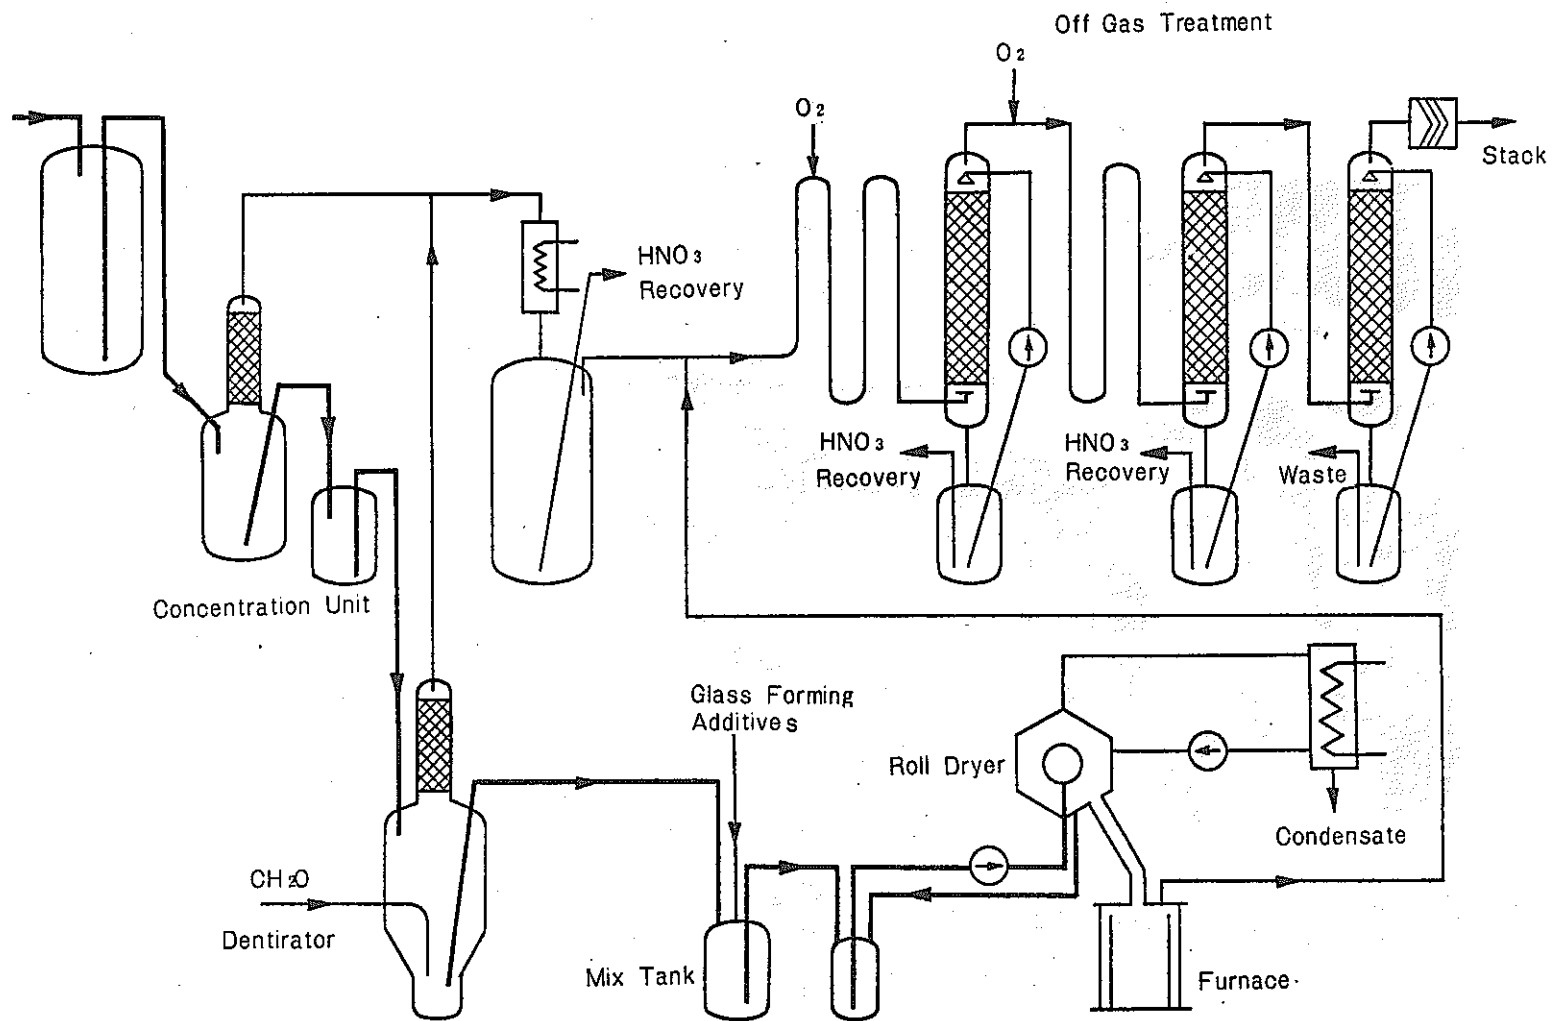 Off Gas Treatment
O2
O2
Stack
HNO3
Recovery
HNO3
Recovery
HNO3
Recovery
Waste
Concentration Unit
Glass Forming
Additives
Roll Dryer
Condensate
CH2O
Dentirator
Mix Tank
Furnace